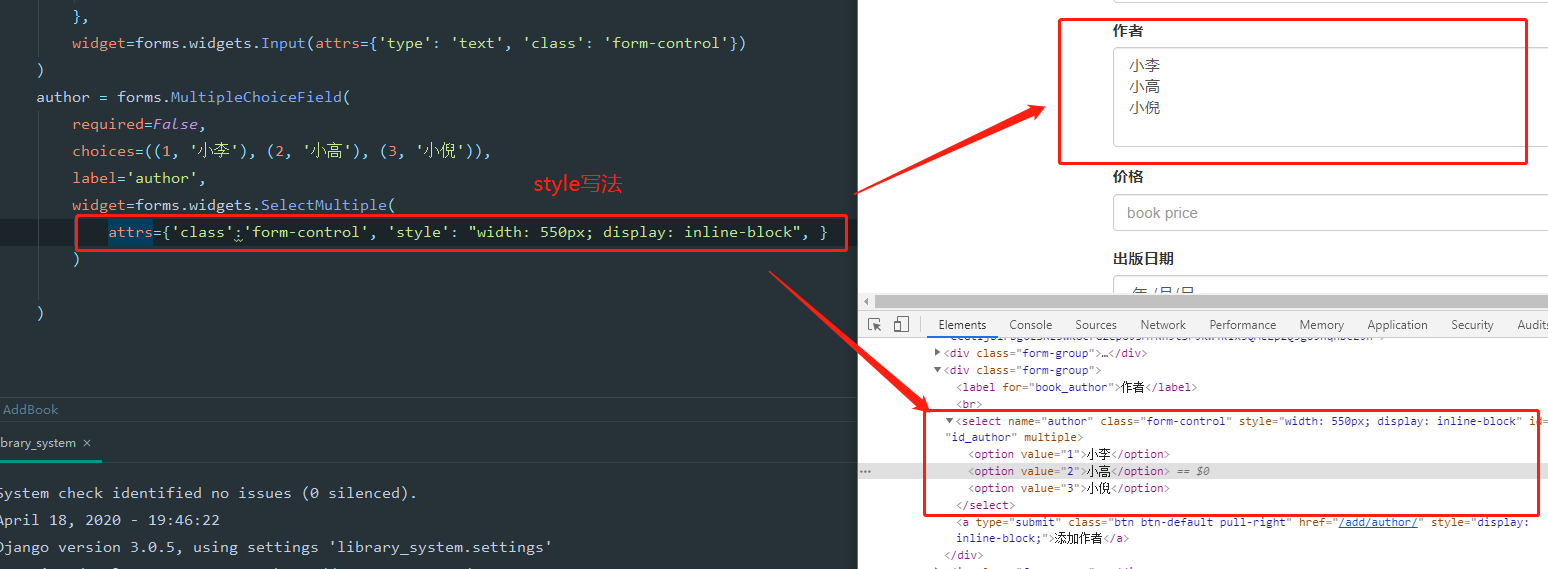 },
widget=forms.widgets.Input(attrs={'type': 'text', 'class': 'form-control'})
)
author = forms.MultipleChoiceField(
required=False,
choices=((1, '小李'), (2, '小高'), (3, '小倪')),
label='author',
style写法
widget=forms.widgets.SelectMultiple(
attrs={'class':'form-control', 'style': "width: 550px; display: inline-block", }
)
)
AddBook
brary_system ×
System check identified no issues (0 silenced).
April 18, 2020 - 19:46:22
Django version 3.0.5, using settings 'library_system.settings'
作者
小李
小高
小倪
价格
book price
出版日期
年 /月/日
Elements Console Sources Network Performance Memory Application Security Audits
<div class="form-group">…</div>
<div class="form-group">
<label for="book_author">作者</label>
<br>
<select name="author" class="form-control" style="width: 550px; display: inline-block" id=
"id_author" multiple>
<option value="1">小李</option>
<option value="2">小高</option> == $0
<option value="3">小倪</option>
</select>
<a type="submit" class="btn btn-default pull-right" href="/add/author/" style="display:
inline-block;">添加作者</a>
</div>